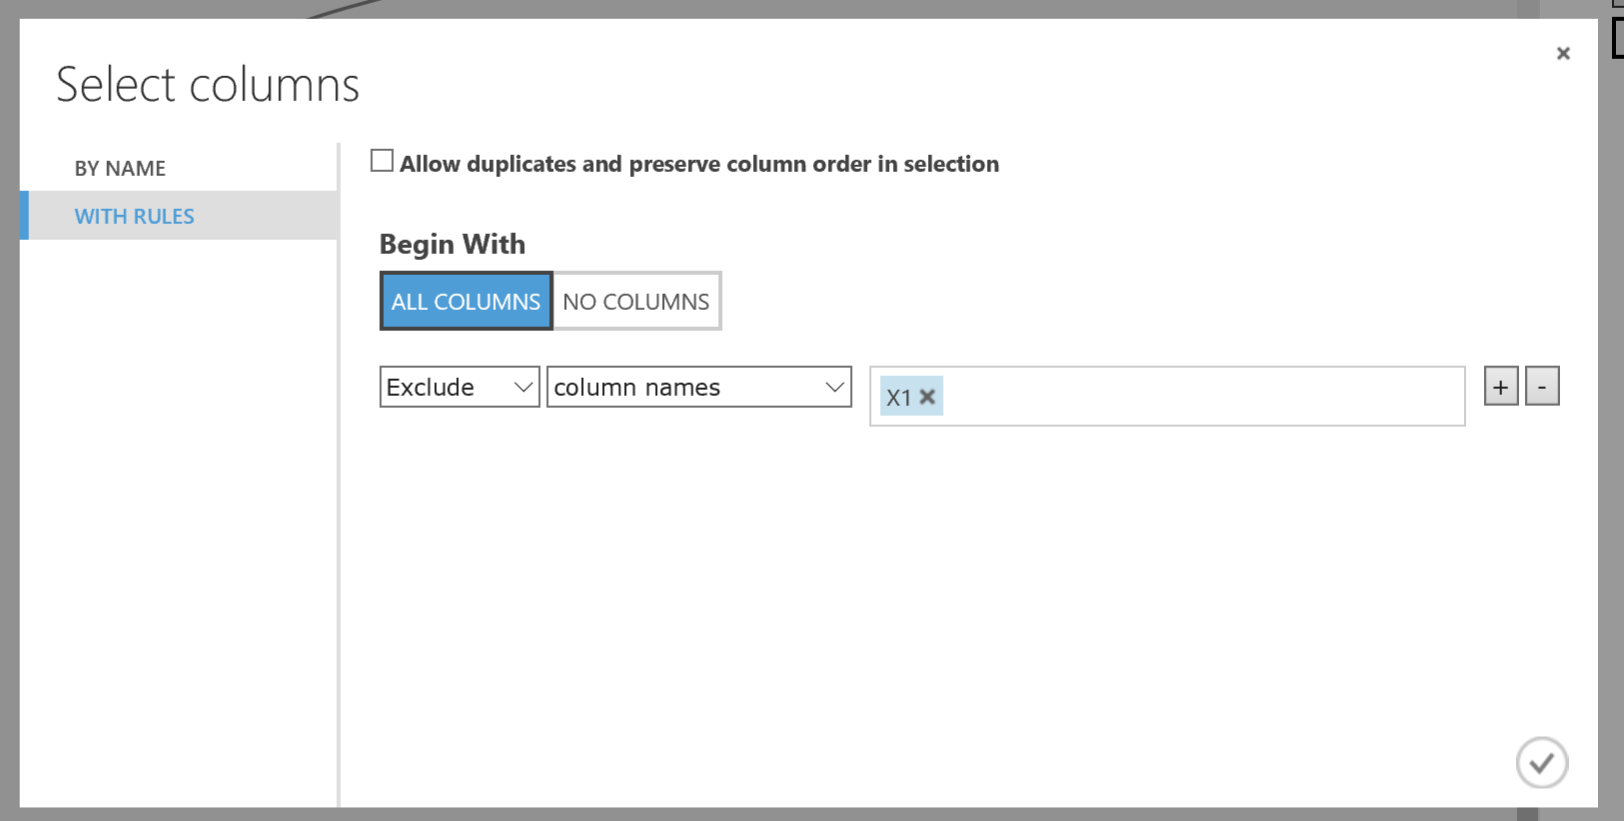 Select columns
BY NAME
WITH RULES
Allow duplicates and preserve column order in selection
Begin With
ALL COLUMNS NO COLUMNS
Exclude column names X1 + -